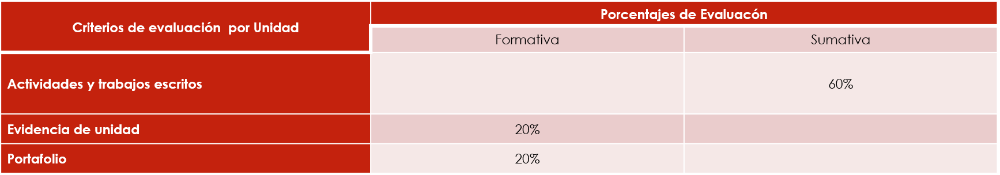 Criterios de evaluación  por Unidad
Porcentajes de Evaluacón
Formativa
Sumativa
Actividades y trabajos escritos
60%
Evidencia de unidad
20%
Portafolio
20%